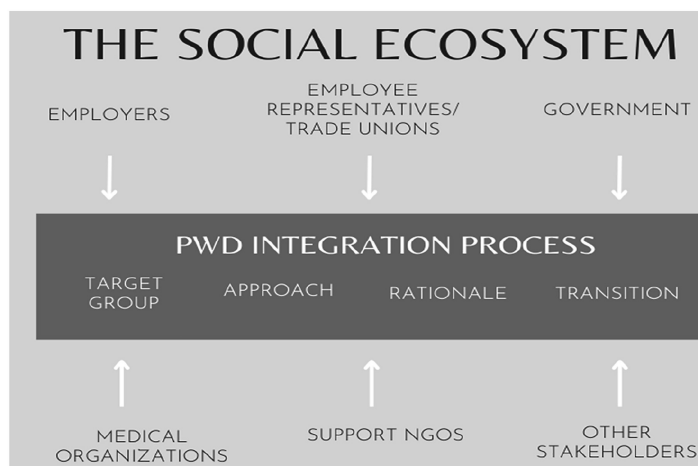 THE SOCIAL ECOSYSTEM
EMPLOYERS
EMPLOYEE
REPRESENTATIVES/
TRADE UNIONS
GOVERNMENT
PWD INTEGRATION PROCESS
TARGET
GROUP
APPROACH
RATIONALE
TRANSITION
MEDICAL
ORGANIZATIONS
SUPPORT NGOS
OTHER
STAKEHOLDERS